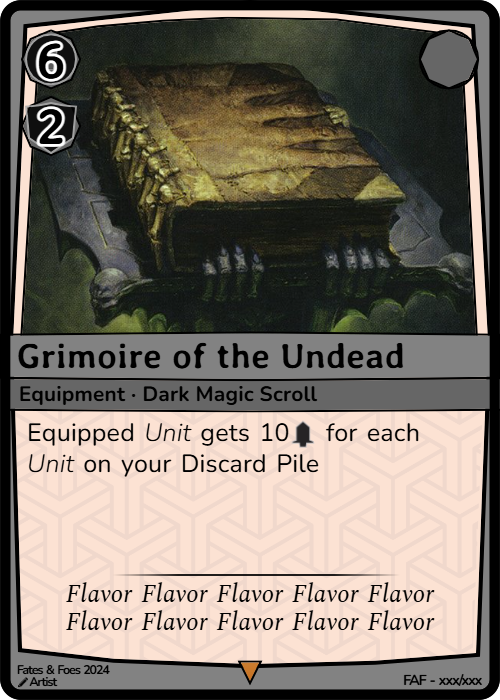 6
2
Grimoire of the Undead
Equipment · Dark Magic Scroll
Equipped Unit gets 10 for each
Unit on your Discard Pile
Flavor Flavor Flavor Flavor Flavor
Flavor Flavor Flavor Flavor Flavor
Fates & Foes 2024
Artist
FAF - xxx/xxx